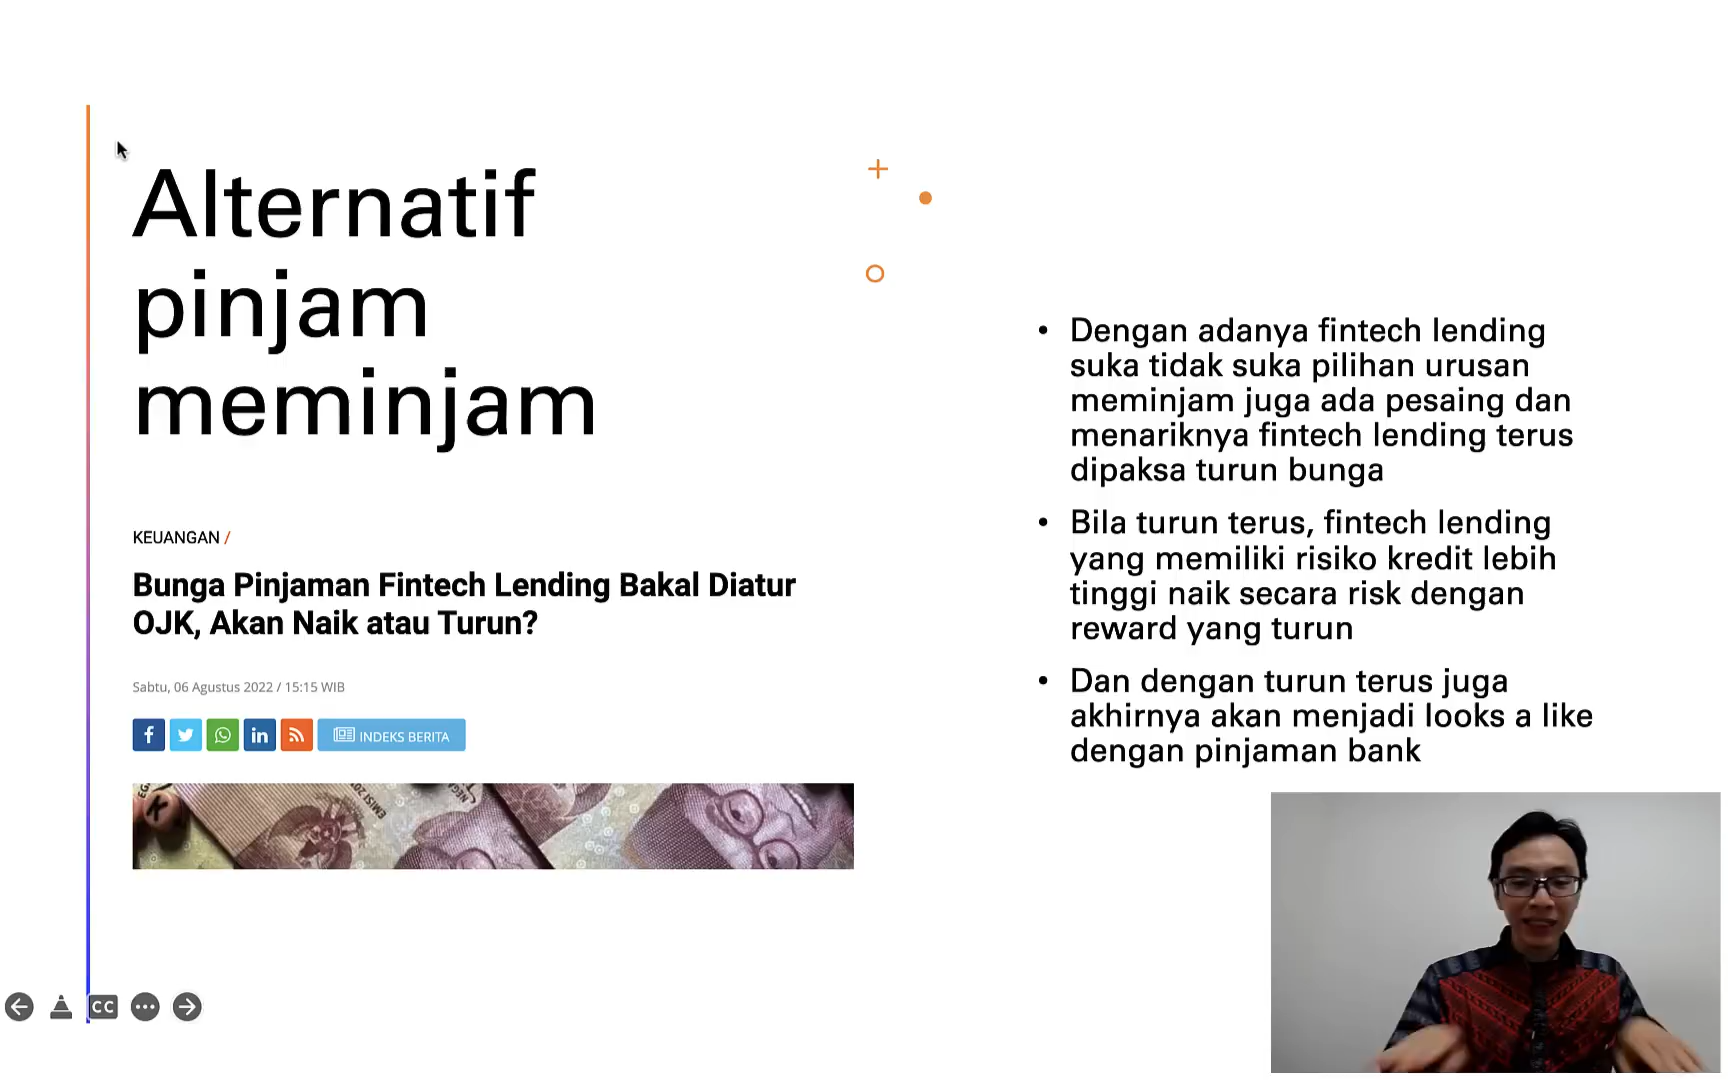 Alternatif
pinjam
meminjam
KEUANGAN /
Bunga Pinjaman Fintech Lending Bakal Diatur
OJK, Akan Naik atau Turun?
Sabtu, 06 Agustus 2022 / 15:15 WIB
INDEKS BERITA
EMISI 201
K
• Dengan adanya fintech lending
suka tidak suka pilihan urusan
meminjam juga ada pesaing dan
menariknya fintech lending terus
dipaksa turun bunga
• Bila turun terus, fintech lending
yang memiliki risiko kredit lebih
tinggi naik secara risk dengan
reward yang turun
• Dan dengan turun terus juga
akhirnya akan menjadi looks a like
dengan pinjaman bank
CC